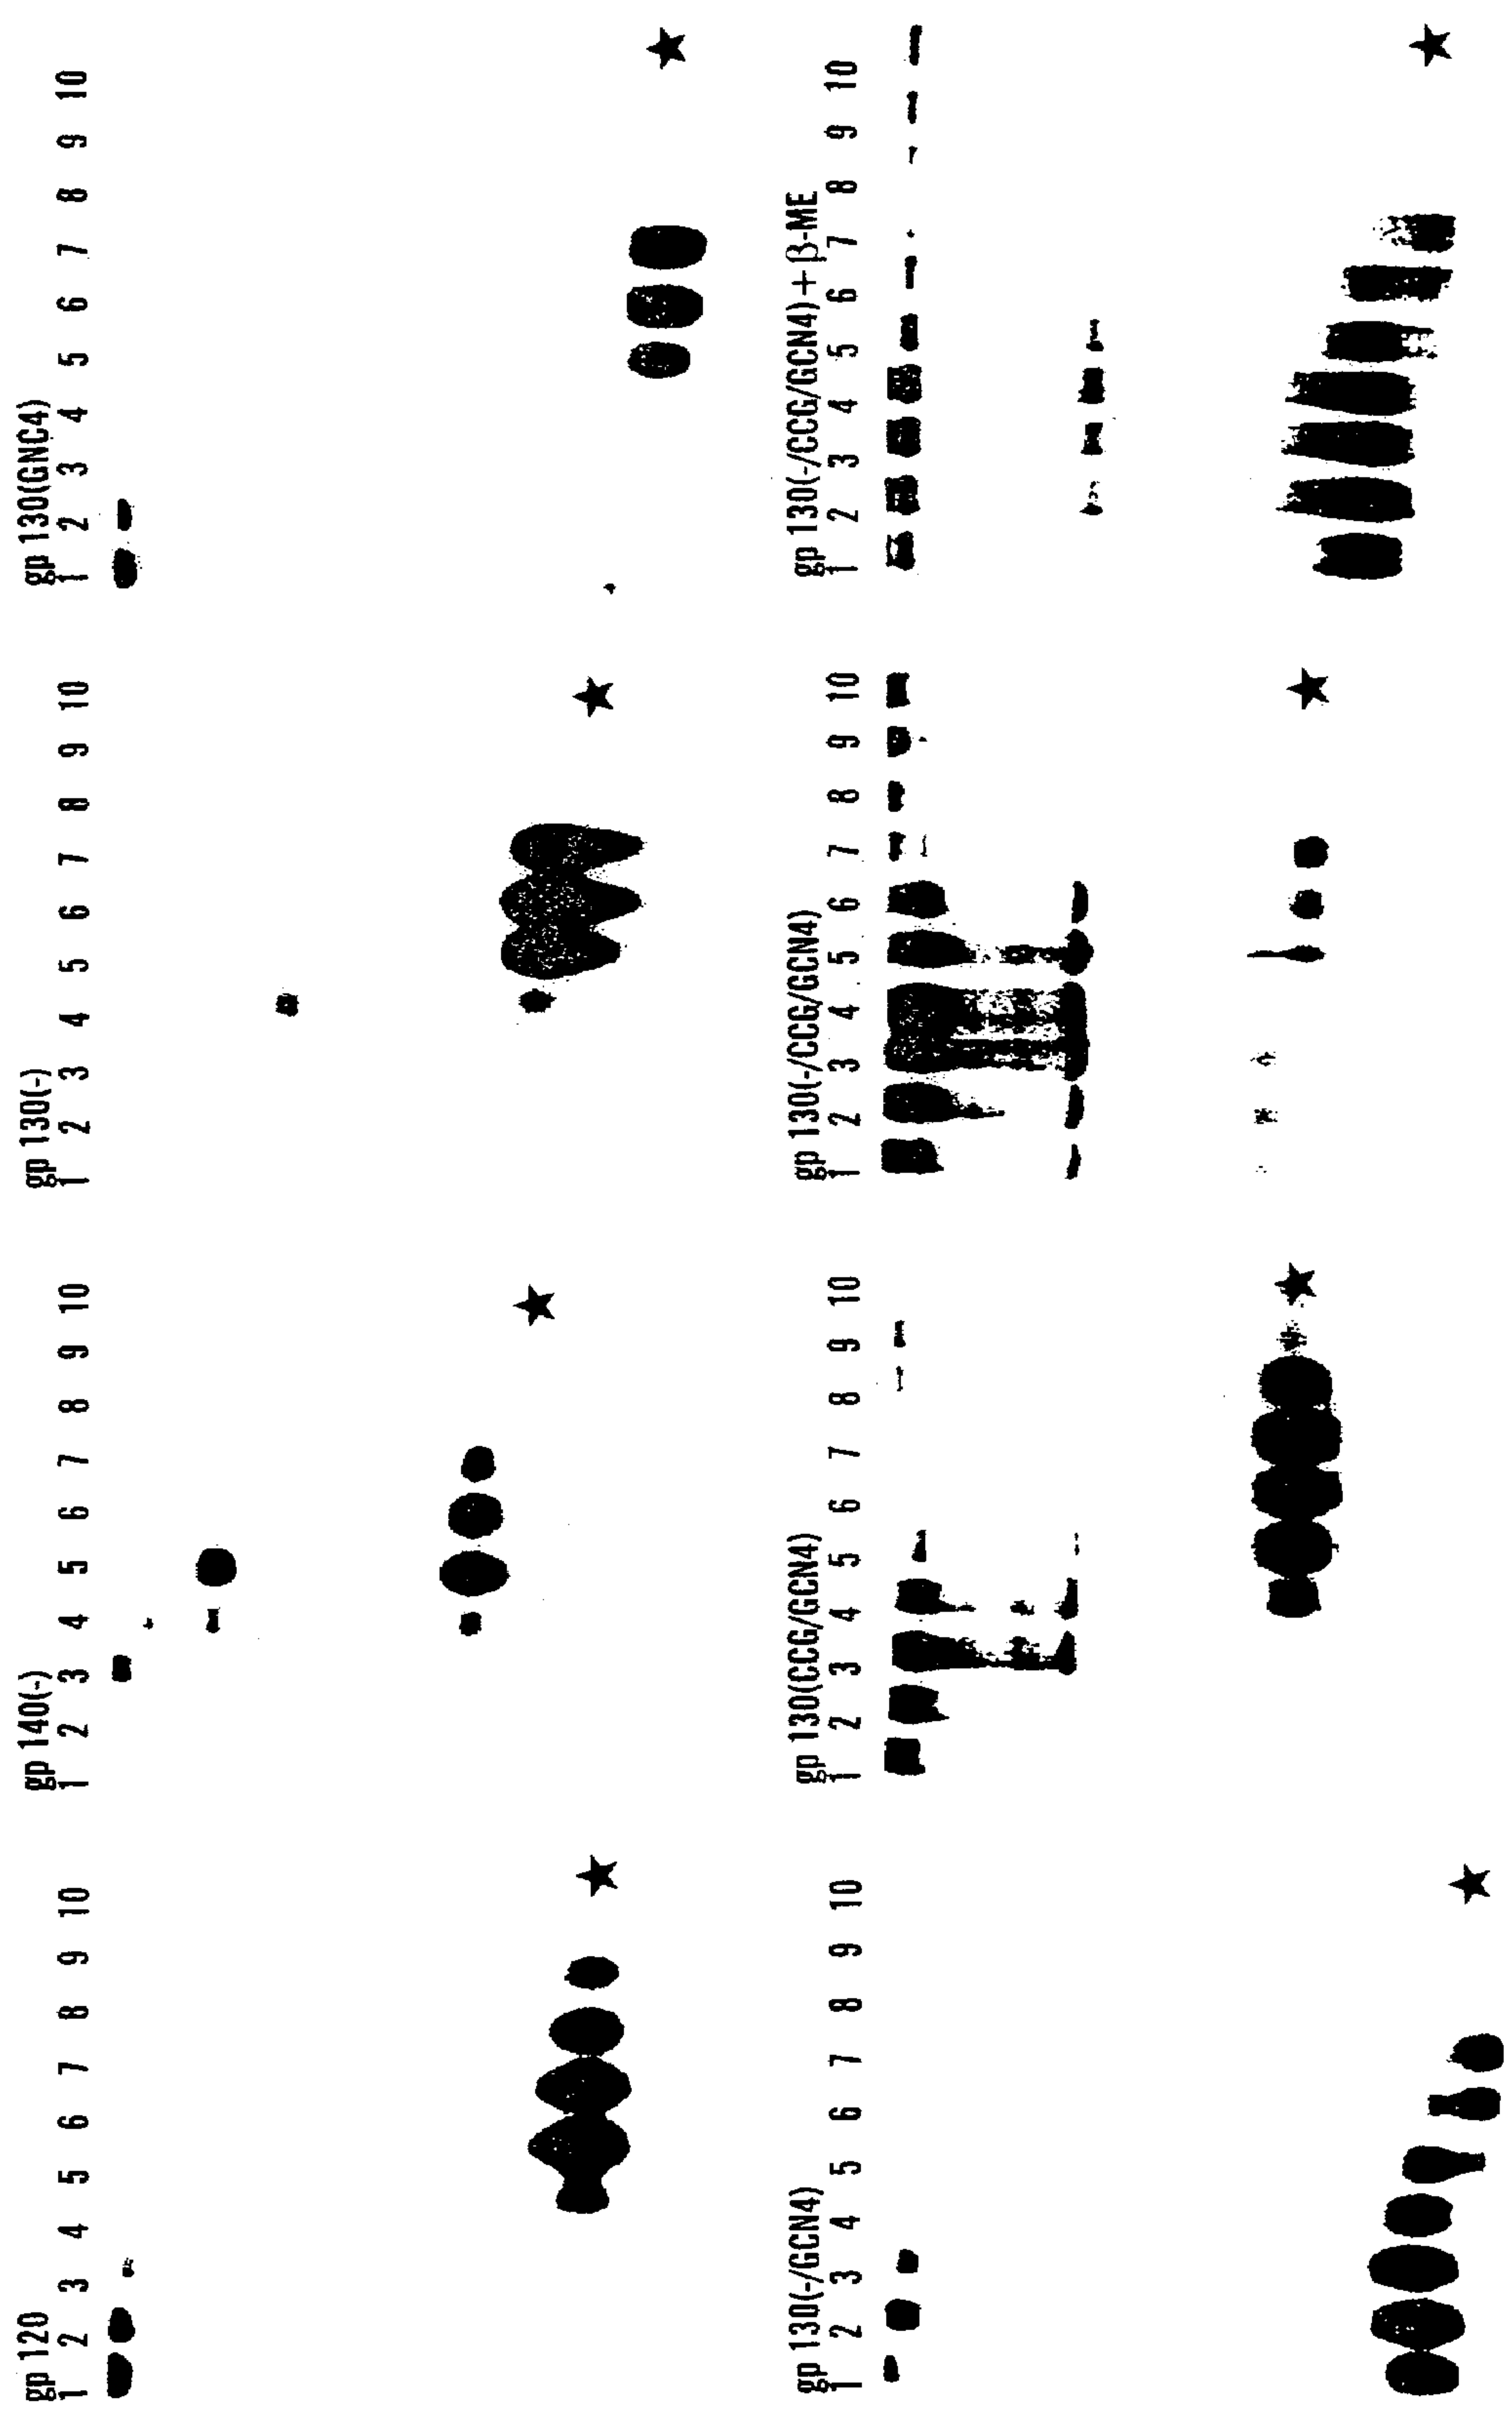 gp 120
1 2 3 4 5 6 7 8 9 10
gp 140(-)
1 2 3 4 5 6 7 8 9 10
gp 130(-)
1 2 3 4 5 6 7 8 9 10
gp 130(GNC4)
1 2 3 4 5 6 7 8 9 10
gp 130(-/GCN4)
1 2 3 4 5 6 7 8 9 10
gp 130(CCG/GCN4)
1 2 3 4 5 6 7 8 9 10
gp 130(-/CCG/GCN4)
1 2 3 4 5 6 7 8 9 10
gp 130(-/CCG/GCN4)+β-ME
1 2 3 4 5 6 7 8 9 10